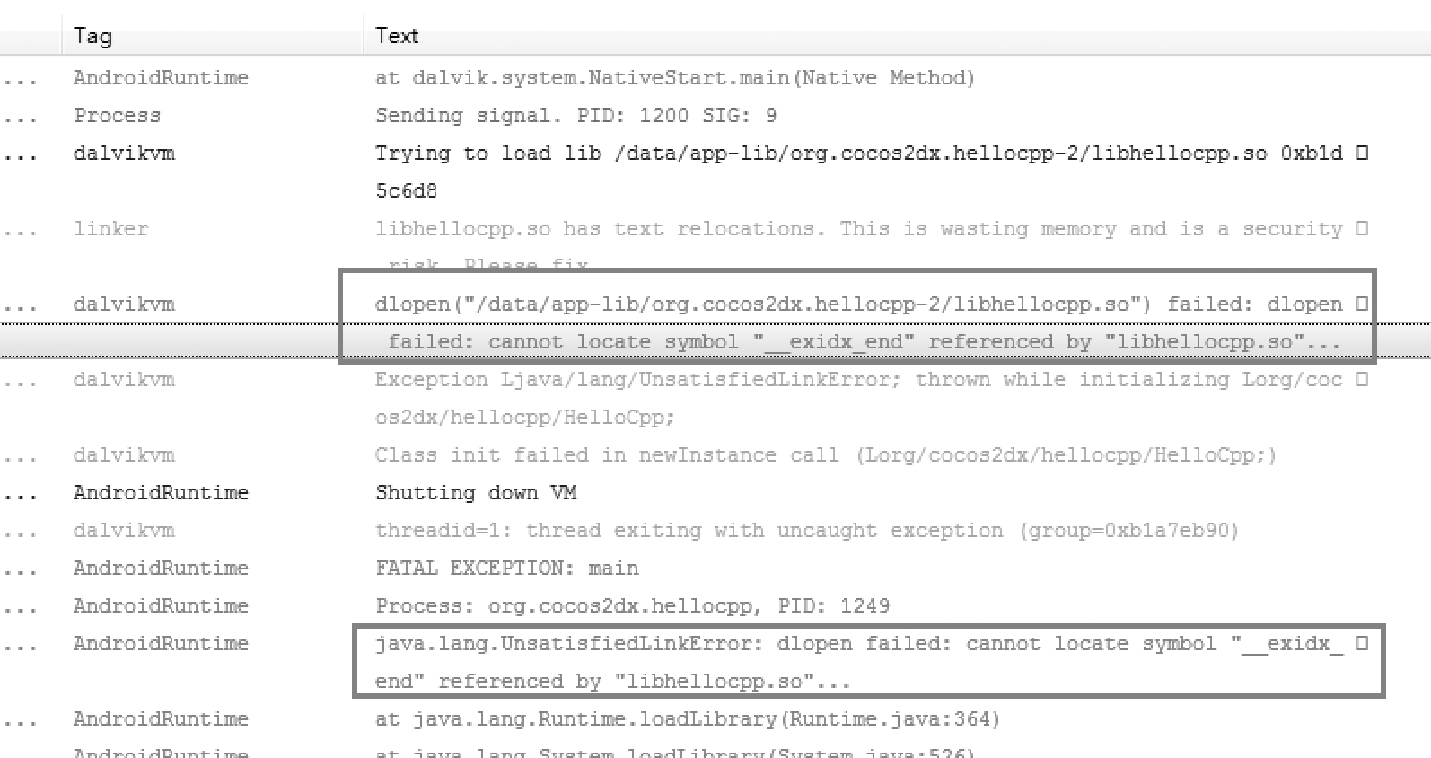 Tag Text
... AndroidRuntime at dalvik.system.NativeStart.main(Native Method)
... Process Sending signal. PID: 1200 SIG: 9
... dalvikvm Trying to load lib /data/app-lib/org.cocos2dx.hellocpp-2/libhellocpp.so 0xb1d
5c6d8
... linker libhellocpp.so has text relocations. This is wasting memory and is a security
risk. Please fix
... dalvikvm dlopen("/data/app-lib/org.cocos2dx.hellocpp-2/libhellocpp.so") failed: dlopen
failed: cannot locate symbol "__exidx_end" referenced by "libhellocpp.so"...
... dalvikvm Exception Ljava/lang/UnsatisfiedLinkError; thrown while initializing Lorg/coc
os2dx/hellocpp/HelloCpp;
... dalvikvm Class init failed in newInstance call (Lorg/cocos2dx/hellocpp/HelloCpp;)
... AndroidRuntime Shutting down VM
... dalvikvm threadid=1: thread exiting with uncaught exception (group=0xb1a7eb90)
... AndroidRuntime FATAL EXCEPTION: main
... AndroidRuntime Process: org.cocos2dx.hellocpp, PID: 1249
... AndroidRuntime java.lang.UnsatisfiedLinkError: dlopen failed: cannot locate symbol "__exidx_
end" referenced by "libhellocpp.so"...
... AndroidRuntime at java.lang.Runtime.loadLibrary(Runtime.java:364)
AndroidRuntime at java.lang.System.loadLibrary(System.java:526)